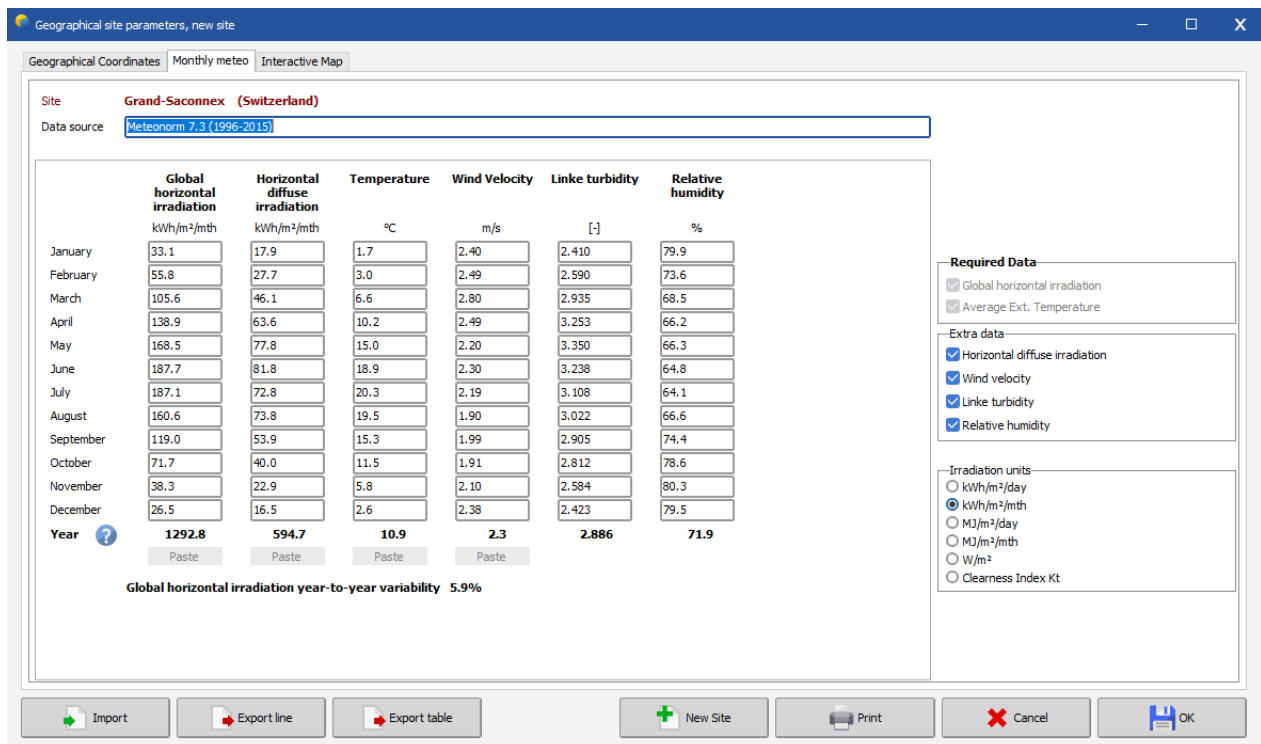 Geographical site parameters, new site
Geographical Coordinates Monthly meteo Interactive Map
Site Grand-Saconnex (Switzerland)
Data source Meteonorm 7.3 (1996-2015)
Global horizontal irradiation Horizontal diffuse irradiation Temperature Wind Velocity Linke turbidity Relative humidity
kWh/m²/mth kWh/m²/mth °C m/s [-] %
January 33.1 17.9 1.7 2.40 2.410 79.9
February 55.8 27.7 3.0 2.49 2.590 73.6
March 105.6 46.1 6.6 2.80 2.935 68.5
April 138.9 63.6 10.2 2.49 3.253 66.2
May 168.5 77.8 15.0 2.20 3.350 66.3
June 187.7 81.8 18.9 2.30 3.238 64.8
July 187.1 72.8 20.3 2.19 3.108 64.1
August 160.6 73.8 19.5 1.90 3.022 66.6
September 119.0 53.9 15.3 1.99 2.905 74.4
October 71.7 40.0 11.5 1.91 2.812 78.6
November 38.3 22.9 5.8 2.10 2.584 80.3
December 26.5 16.5 2.6 2.38 2.423 79.5
Year ? 1292.8 594.7 10.9 2.3 2.886 71.9
Paste Paste Paste Paste
Global horizontal irradiation year-to-year variability 5.9%
Required Data
Global horizontal irradiation
Average Ext. Temperature
Extra data
Horizontal diffuse irradiation
Wind velocity
Linke turbidity
Relative humidity
Irradiation units
kWh/m²/day
kWh/m²/mth
MJ/m²/day
MJ/m²/mth
W/m²
Clearness Index Kt
Import Export line Export table New Site Print Cancel OK